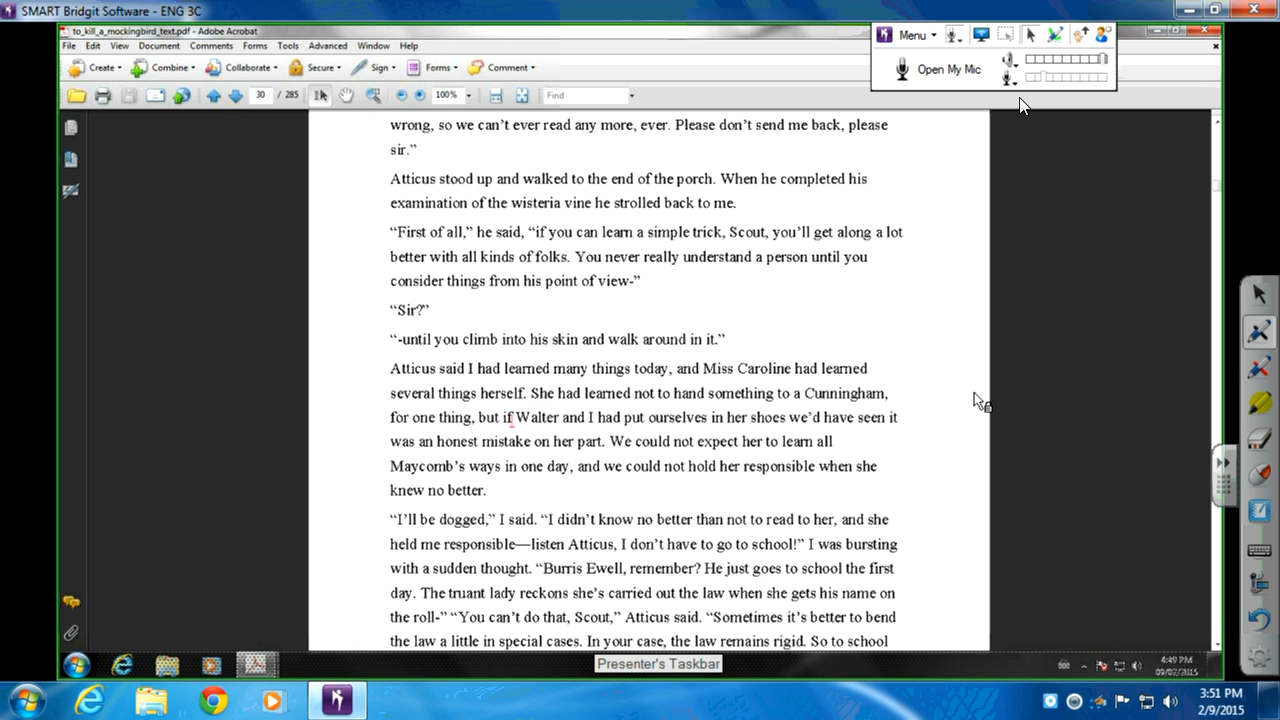 SMART Bridgit Software - ENG 3C
to_kill_a_mockingbird_text.pdf - Adobe Acrobat
File Edit View Document Comments Forms Tools Advanced Window Help
Menu
Create Combine Collaborate Secure Sign Forms Comment
Open My Mic
30 / 285 100% Find
wrong, so we can’t ever read any more, ever. Please don’t send me back, please
sir.”
Atticus stood up and walked to the end of the porch. When he completed his
examination of the wisteria vine he strolled back to me.
“First of all,” he said, “if you can learn a simple trick, Scout, you’ll get along a lot
better with all kinds of folks. You never really understand a person until you
consider things from his point of view-”
“Sir?”
“-until you climb into his skin and walk around in it.”
Atticus said I had learned many things today, and Miss Caroline had learned
several things herself. She had learned not to hand something to a Cunningham,
for one thing, but if Walter and I had put ourselves in her shoes we’d have seen it
was an honest mistake on her part. We could not expect her to learn all
Maycomb’s ways in one day, and we could not hold her responsible when she
knew no better.
“I’ll be dogged,” I said. “I didn’t know no better than not to read to her, and she
held me responsible—listen Atticus, I don’t have to go to school!” I was bursting
with a sudden thought. “Burris Ewell, remember? He just goes to school the first
day. The truant lady reckons she’s carried out the law when she gets his name on
the roll-” “You can’t do that, Scout,” Atticus said. “Sometimes it’s better to bend
the law a little in special cases. In your case, the law remains rigid. So to school
Presenter's Taskbar
4:49 PM
09/02/2015
3:51 PM
2/9/2015